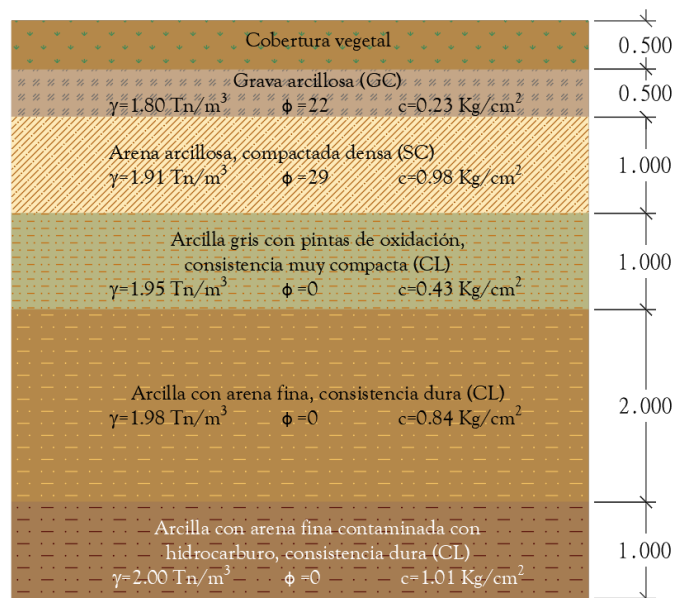 Cobertura vegetal
0.500
Grava arcillosa (GC)
γ=1.80 Tn/m³ ϕ=22 c=0.23 Kg/cm²
0.500
Arena arcillosa, compactada densa (SC)
γ=1.91 Tn/m³ ϕ=29 c=0.98 Kg/cm²
1.000
Arcilla gris con pintas de oxidación,
consistencia muy compacta (CL)
γ=1.95 Tn/m³ ϕ=0 c=0.43 Kg/cm²
1.000
Arcilla con arena fina, consistencia dura (CL)
γ=1.98 Tn/m³ ϕ=0 c=0.84 Kg/cm²
2.000
Arcilla con arena fina contaminada con
hidrocarburo, consistencia dura (CL)
γ=2.00 Tn/m³ ϕ=0 c=1.01 Kg/cm²
1.000